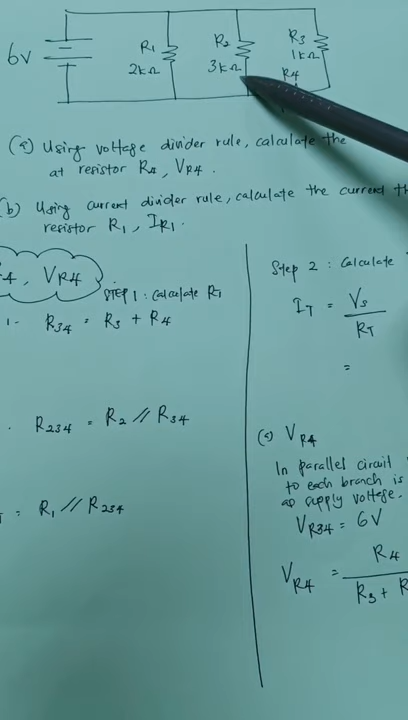 6V
R1
2kΩ
R2
3kΩ
R3
1kΩ
R4
(a) Using voltage divider rule, calculate the
at resistor R4, VR4.
(b) Using current divider rule, calculate the current th
resistor R1, IR1.
4, VR4
STEP 1: Calculate RT
1. R34 = R3 + R4
R234 = R2 // R34
= R1 // R234
Step 2: Calculate
IT = Vs
RT
=
(a) VR4
In parallel circuit
to each branch is
as supply voltage.
VR34 = 6V
VR4 = R4
R3 + R